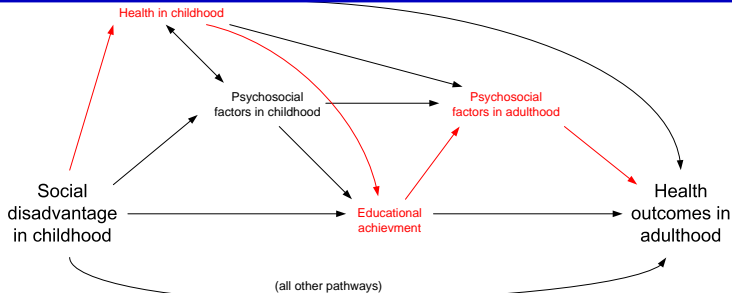 Health in childhood
Psychosocial
factors in childhood
Psychosocial
factors in adulthood
Social
disadvantage
in childhood
Educational
achievment
Health
outcomes in
adulthood
(all other pathways)